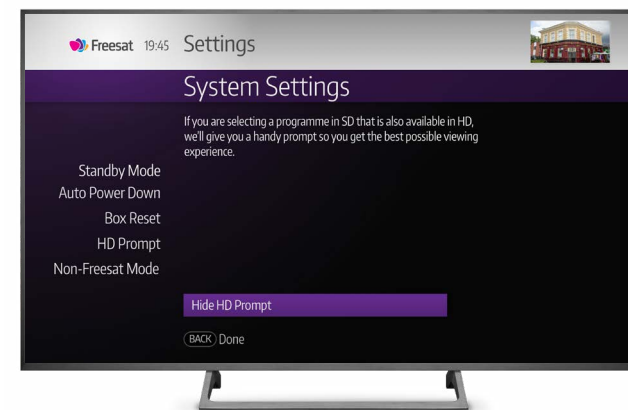 Freesat 19:45 Settings
System Settings
If you are selecting a programme in SD that is also available in HD,
we'll give you a handy prompt so you get the best possible viewing
experience.
Standby Mode
Auto Power Down
Box Reset
HD Prompt
Non-Freesat Mode
Hide HD Prompt
BACK Done